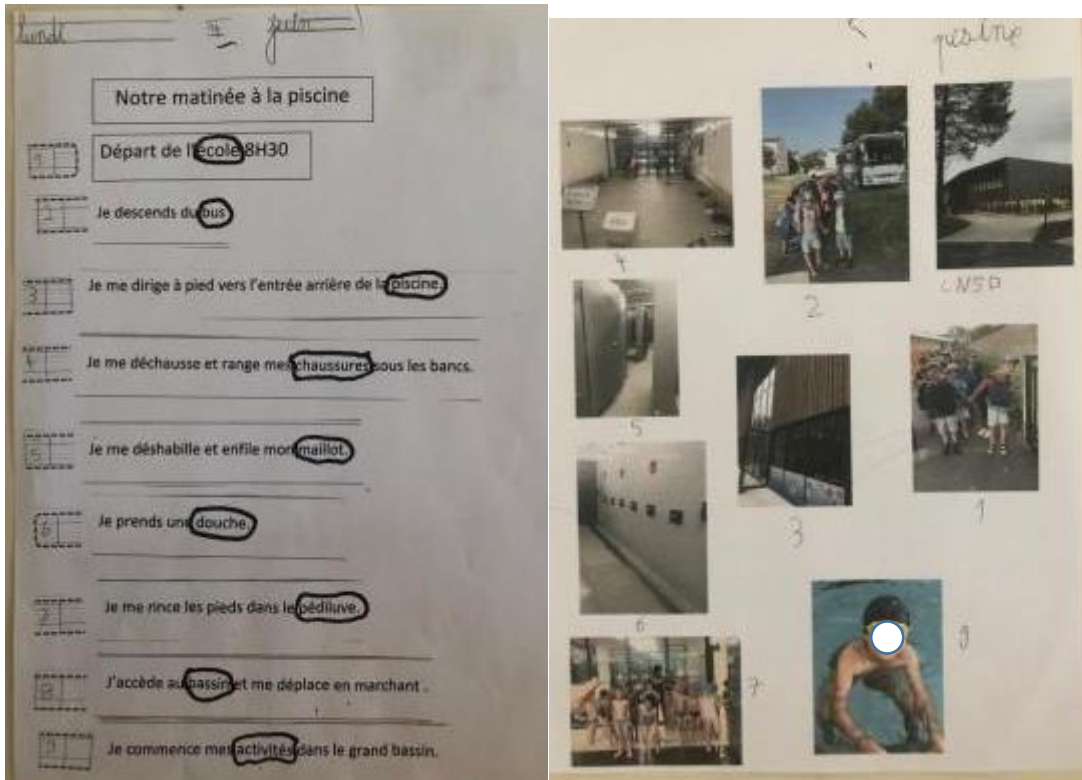 lundi juin
Notre matinée à la piscine
1 Départ de l'école 8H30
2 Je descends du bus
3 Je me dirige à pied vers l'entrée arrière de la piscine.
4 Je me déchausse et range mes chaussures sous les bancs.
5 Je me déshabille et enfile mon maillot.
6 Je prends une douche.
7 Je me rince les pieds dans le pédiluve.
8 J'accède au bassin et me déplace en marchant .
9 Je commence mes activités dans le grand bassin.
4
2
CNSD
5
3
1
6
7
9